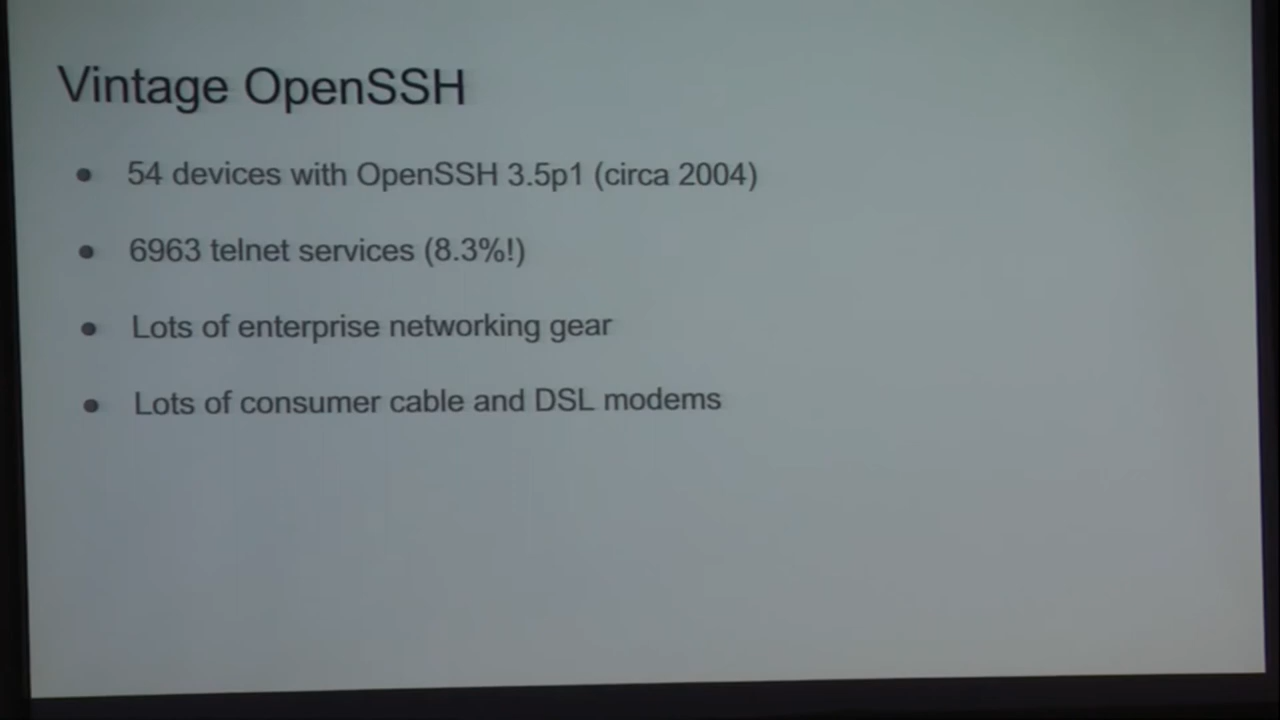 Vintage OpenSSH
● 54 devices with OpenSSH 3.5p1 (circa 2004)
● 6963 telnet services (8.3%!)
● Lots of enterprise networking gear
● Lots of consumer cable and DSL modems